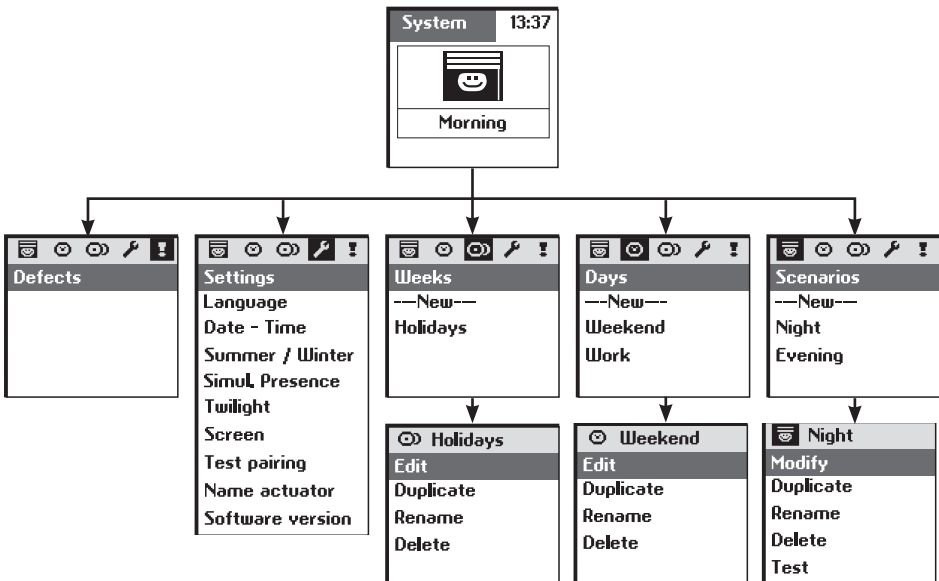 System 13:37
Morning
Defects
Settings
Language
Date - Time
Summer / Winter
Simul. Presence
Twilight
Screen
Test pairing
Name actuator
Software version
Weeks
---New---
Holidays
Days
---New---
Weekend
Work
Scenarios
---New---
Night
Evening
Holidays
Edit
Duplicate
Rename
Delete
Weekend
Edit
Duplicate
Rename
Delete
Night
Modify
Duplicate
Rename
Delete
Test